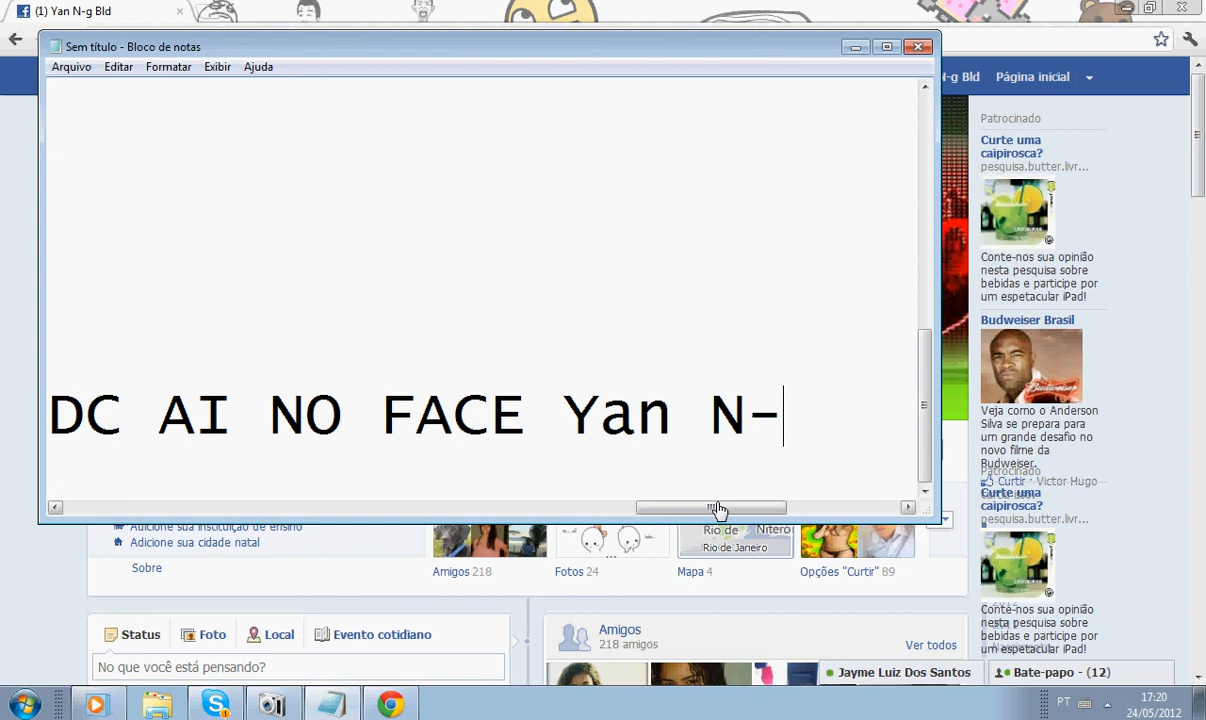 (1) Yan N-g Bld
Sem título - Bloco de notas
Arquivo Editar Formatar Exibir Ajuda
N-g Bld Página inicial
DC AI NO FACE Yan N-
Patrocinado
Curte uma
caipirosca?
pesquisa.butter.livr...
Conte-nos sua opinião
nesta pesquisa sobre
bebidas e participe por
um espetacular iPad!
Budweiser Brasil
Veja como o Anderson
Silva se prepara para
um grande desafio no
novo filme da
Budweiser.
Patrocinado
Curtir · Victor Hugo
Curte uma
caipirosca?
pesquisa.butter.livr...
Conte-nos sua opinião
nesta pesquisa sobre
bebidas e participe por
um espetacular iPad!
Adicione sua instituição de ensino
Adicione sua cidade natal
Sobre
Rio de Niteró
Rio de Janeiro
Amigos 218
Fotos 24
Mapa 4
Opções "Curtir" 89
Status Foto Local Evento cotidiano
No que você está pensando?
Amigos
218 amigos
Ver todos
Jayme Luiz Dos Santos
Bate-papo - (12)
PT
17:20
24/05/2012